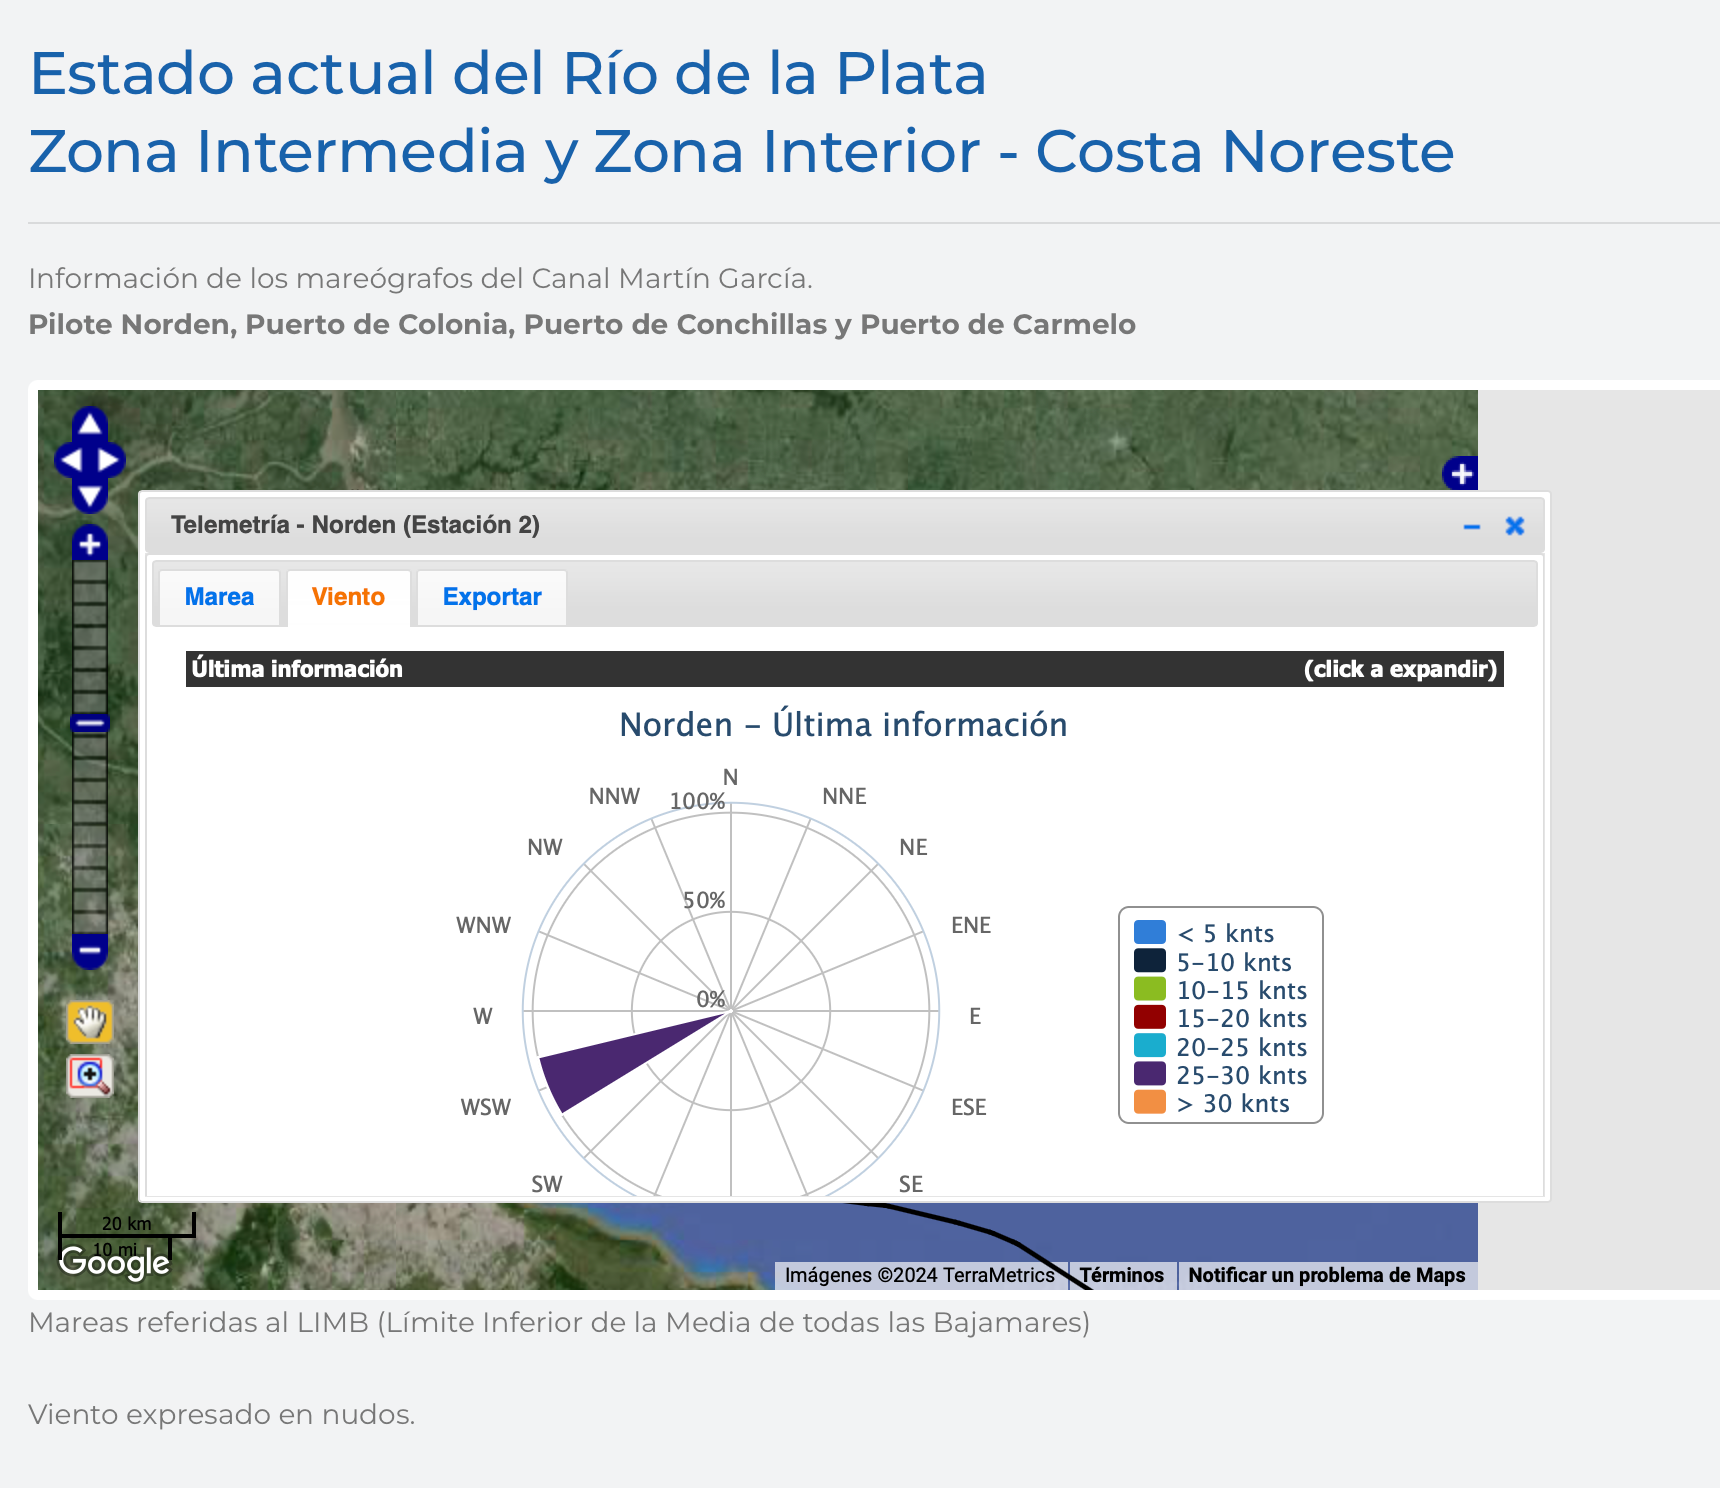 Estado actual del Río de la Plata
Zona Intermedia y Zona Interior - Costa Noreste
Información de los mareógrafos del Canal Martín García.
Pilote Norden, Puerto de Colonia, Puerto de Conchillas y Puerto de Carmelo
Telemetría - Norden (Estación 2)
Marea Viento Exportar
Última información (click a expandir)
Norden – Última información
N
NNW 100% NNE
NW NE
50%
WNW ENE
0%
W E
WSW ESE
SW SE
< 5 knts
5–10 knts
10–15 knts
15–20 knts
20–25 knts
25–30 knts
> 30 knts
20 km
10 mi
Google
Imágenes ©2024 TerraMetrics Términos Notificar un problema de Maps
Mareas referidas al LIMB (Límite Inferior de la Media de todas las Bajamares)
Viento expresado en nudos.